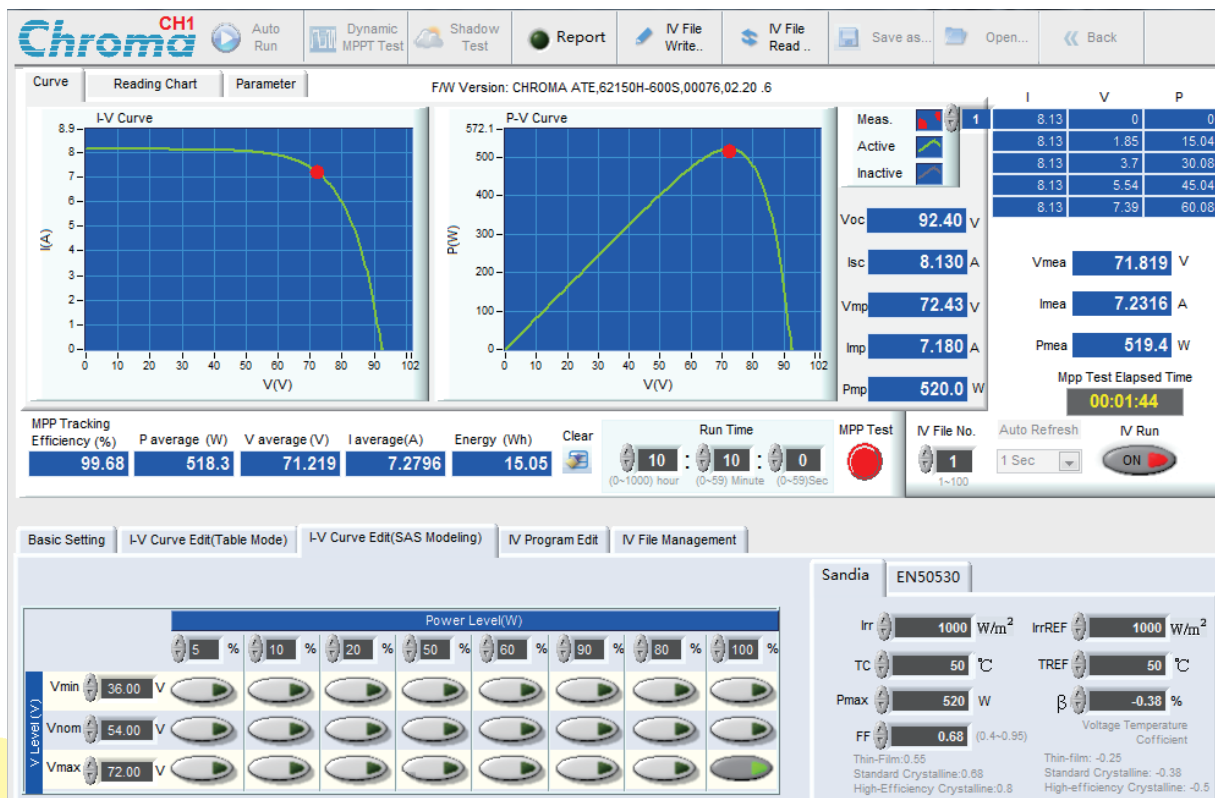 Chroma CH1
Auto Run
Dynamic MPPT Test
Shadow Test
Report
IV File Write..
IV File Read ..
Save as...
Open...
Back
Curve
Reading Chart
Parameter
F/W Version: CHROMA ATE,62150H-600S,00076,02.20 .6
I-V Curve
8.9
8
7
6
5
4
3
2
1
0
I(A)
0 10 20 30 40 50 60 70 80 90 102
V(V)
P-V Curve
572.1
500
400
300
200
100
0
P(W)
0 10 20 30 40 50 60 70 80 90 102
V(V)
Meas. 1
Active
Inactive
Voc 92.40 V
Isc 8.130 A
Vmp 72.43 V
Imp 7.180 A
Pmp 520.0 W
I V P
8.13 0 0
8.13 1.85 15.04
8.13 3.7 30.08
8.13 5.54 45.04
8.13 7.39 60.08
Vmea 71.819 V
Imea 7.2316 A
Pmea 519.4 W
Mpp Test Elapsed Time
00:01:44
MPP Tracking
Efficiency (%) P average (W) V average (V) I average(A) Energy (Wh) Clear
99.68 518.3 71.219 7.2796 15.05
Run Time
10 : 10 : 0
(0~1000) hour (0~59) Minute (0~59)Sec
MPP Test
IV File No.
1
1~100
Auto Refresh
1 Sec
IV Run
ON
Basic Setting
I-V Curve Edit(Table Mode)
I-V Curve Edit(SAS Modeling)
IV Program Edit
IV File Management
Power Level(W)
5 % 10 % 20 % 50 % 60 % 90 % 80 % 100 %
V Level (V)
Vmin 36.00 V
Vnom 54.00 V
Vmax 72.00 V
Sandia
EN50530
Irr 1000 W/m² IrrREF 1000 W/m²
TC 50 ℃ TREF 50 ℃
Pmax 520 W β -0.38 %
FF 0.68 (0.4~0.95)
Voltage Temperature
Cofficient
Thin-Film:0.55
Standard Crystalline:0.68
High-Efficiency Crystalline:0.8
Thin-film: -0.25
Standard Crystalline: -0.38
High-efficiency Crystalline: -0.5